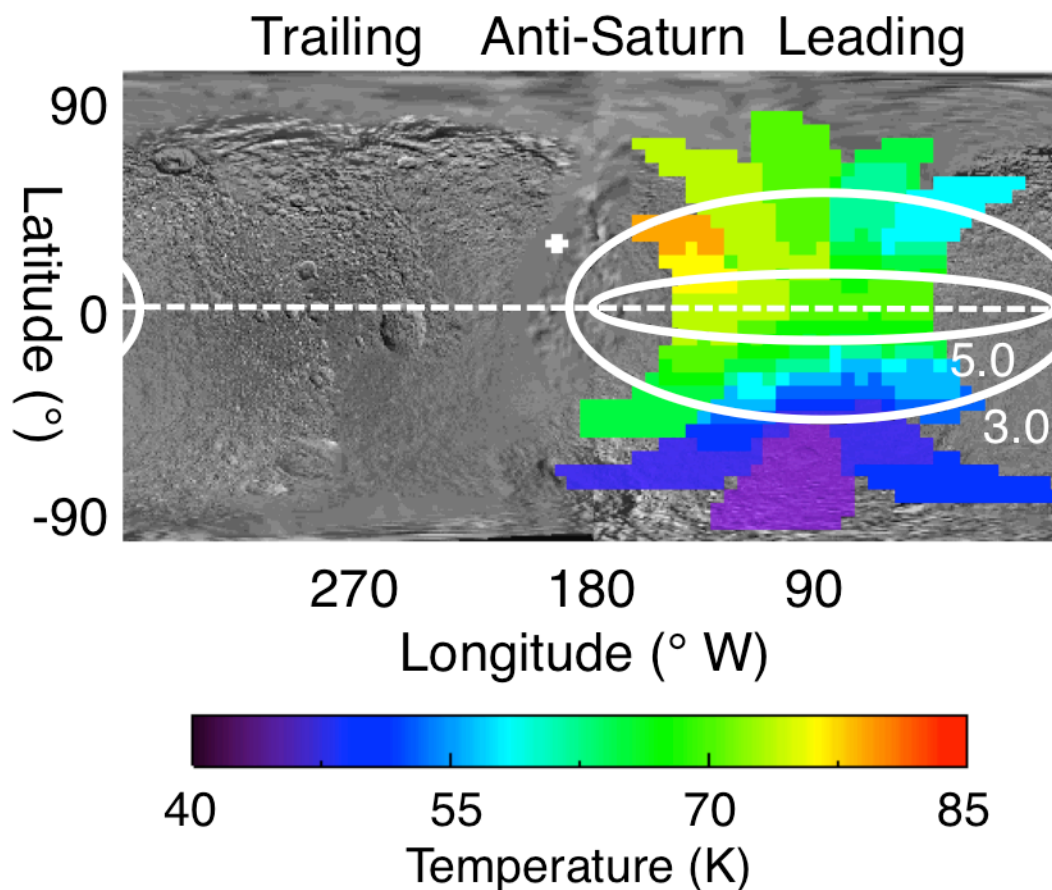 Trailing Anti-Saturn Leading
90
Latitude (°)
0
-90
5.0
3.0
270 180 90
Longitude (° W)
40 55 70 85
Temperature (K)